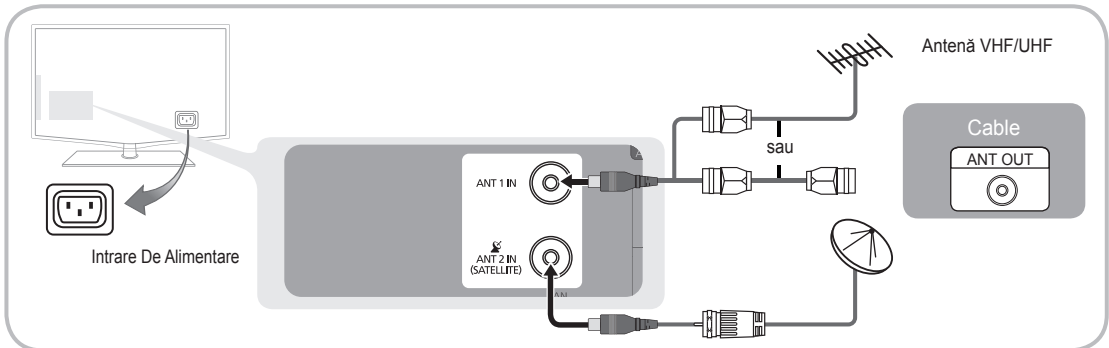 Antenă VHF/UHF
Cable
ANT OUT
sau
ANT 1 IN
ANT 2 IN
(SATELLITE)
Intrare De Alimentare